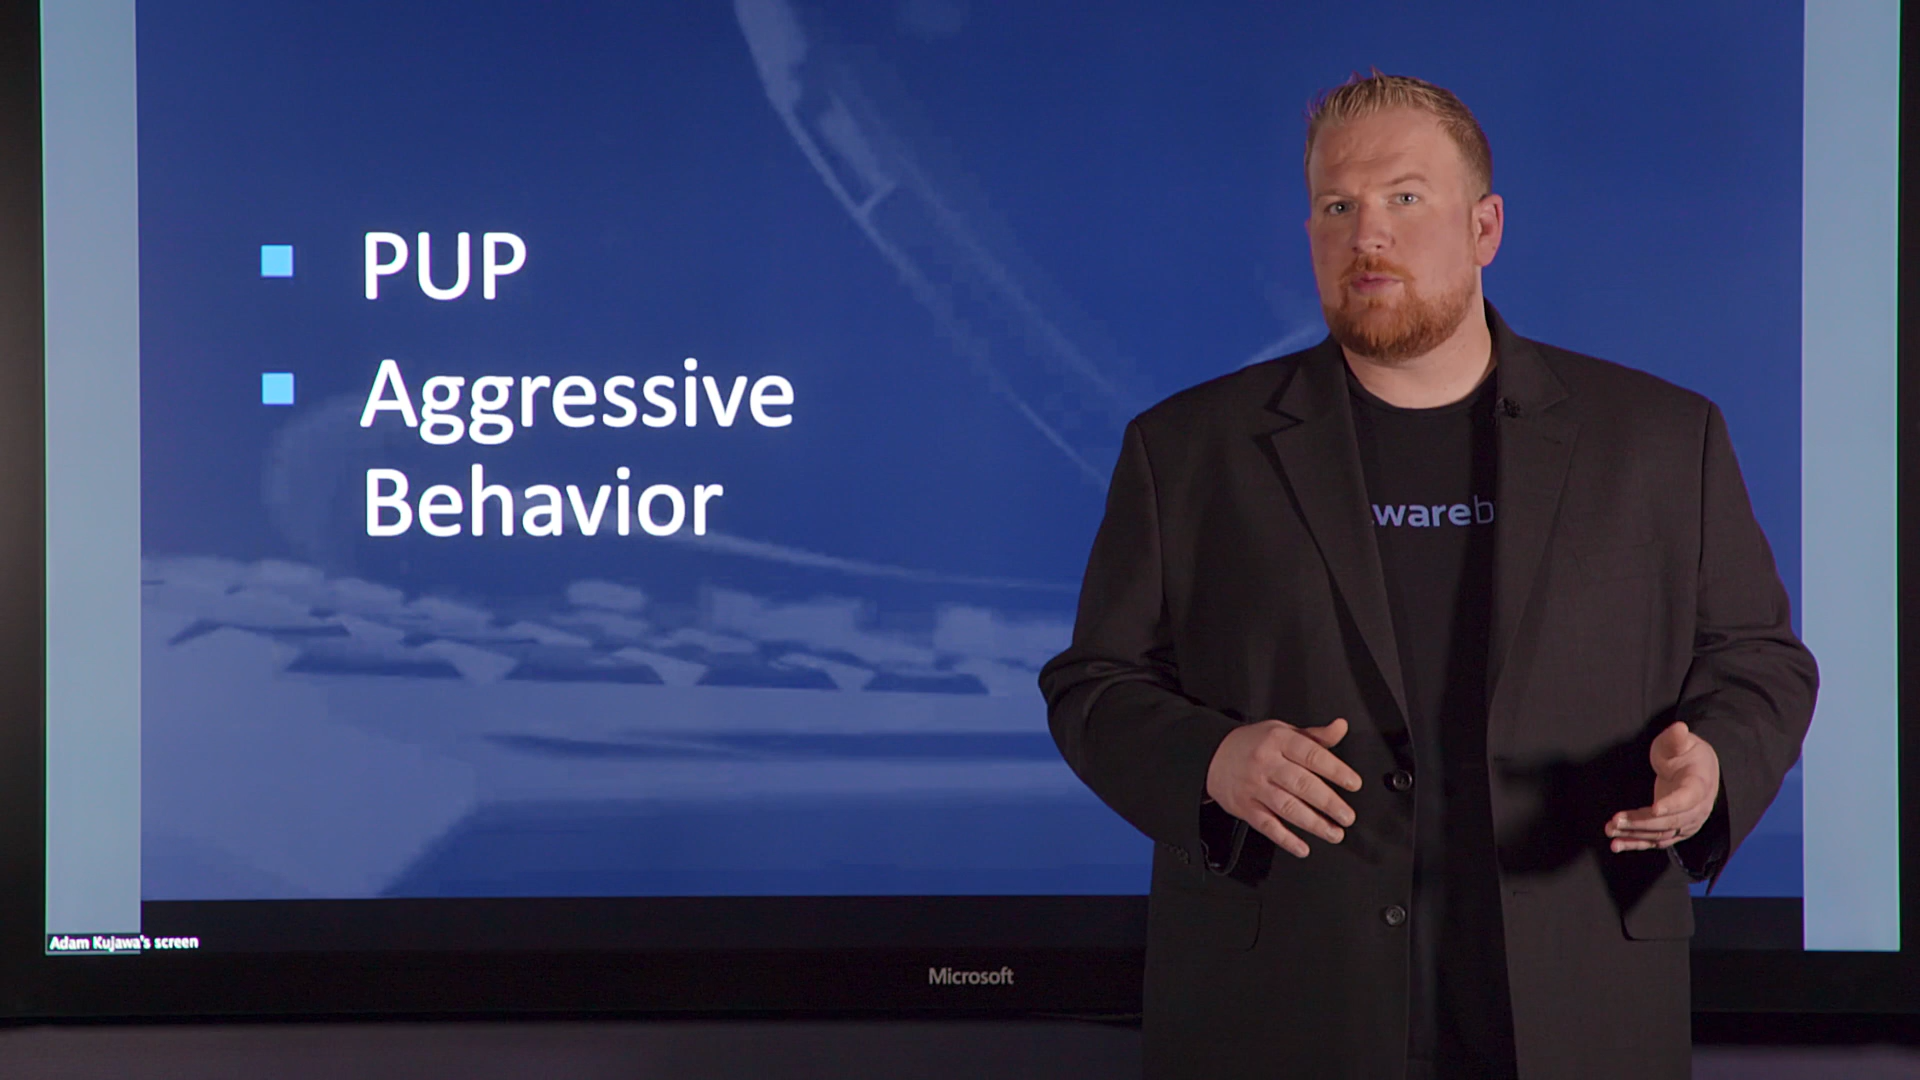 PUP
Aggressive
Behavior
wareb
Adam Kujawa's screen
Microsoft